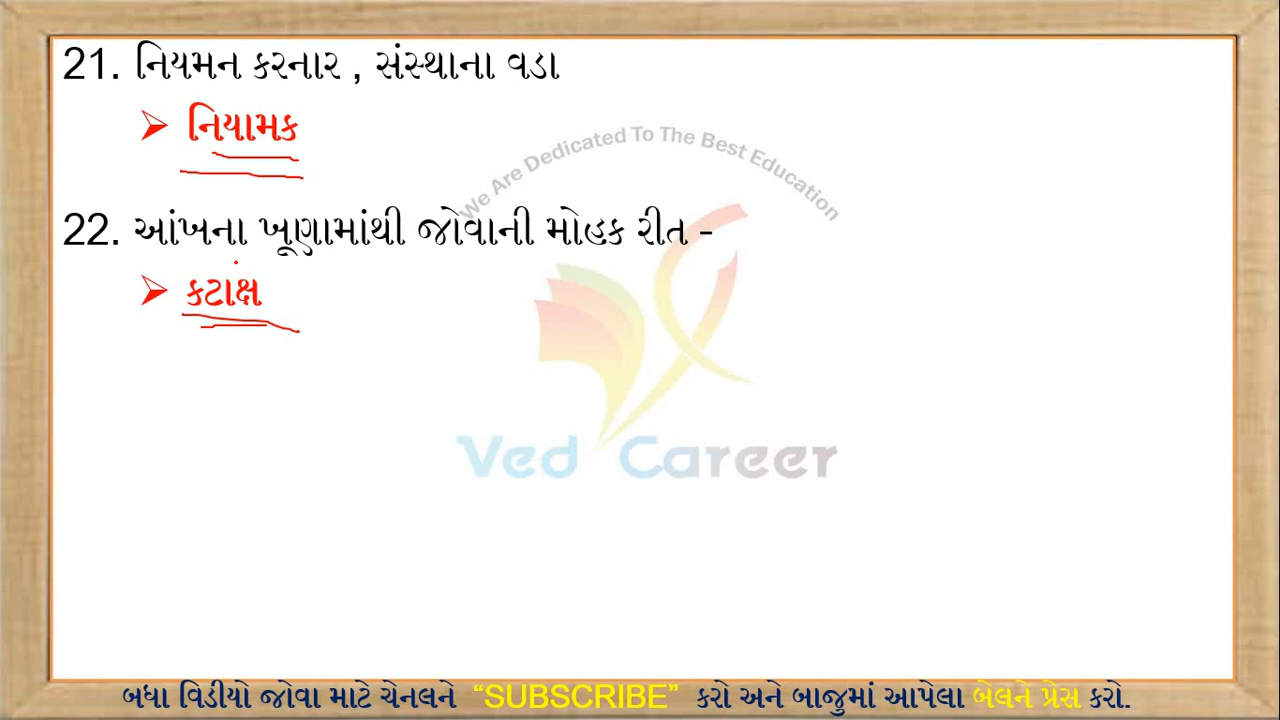 21. નિયમન કરનાર , સંસ્થાના વડા
➢ નિયામક
We Are Dedicated To The Best Education
22. આંખના ખૂણામાંથી જોવાની મોહક રીત -
➢ કટાંક્ષ
Ved Career
બધા વિડીયો જોવા માટે ચેનલને “SUBSCRIBE” કરો અને બાજુમાં આપેલા બેલને પ્રેસ કરો.